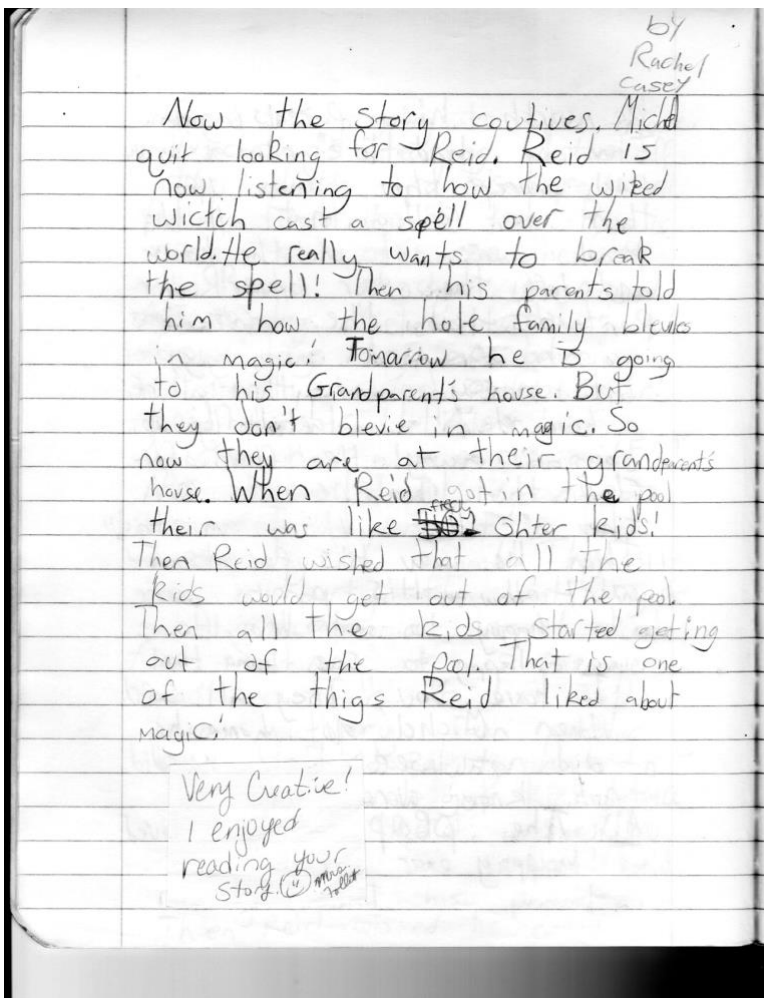 by
Rachel
Casey
Now the story coutives. Michel
quit looking for Reid. Reid is
now listening to how the wiked
wictch cast a spell over the
world. He really wants to break
the spell! Then his parents told
him how the hole family blevies
in magic! Tomarrow he is going
to his Grandparent's house. But
they don't blevie in magic. So
now they are at their grandperent's
house. When Reid got in the pool
their was like fifety Ohter kids!
Then Reid wished that all the
kids would get out of the pool.
Then all the kids started geting
out of the pool. That is one
of the thigs Reid liked about
magic!
Very Creative!
I enjoyed
reading your
story! Mrs.
Follett